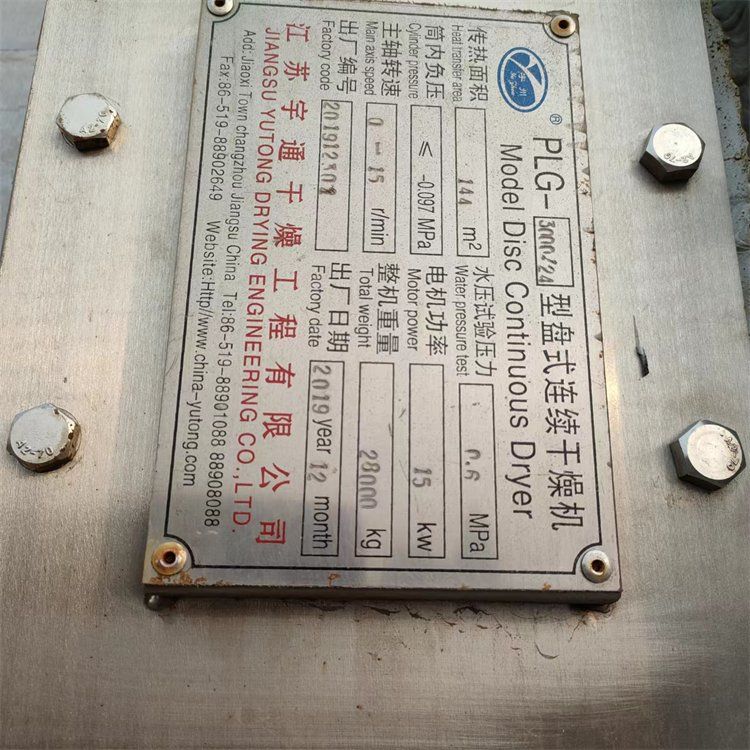 宇州
®
PLG-3000/24型盘式连续干燥机
Model Disc Continuous Dryer
传热面积 144 m² 水压试验压力 0.6 MPa
Heat transfer area Water pressure test
筒内负压 ≤ -0.097 MPa 电机功率 15 kw
Cylinder pressure Motor power
主轴转速 0-15 r/min 整机重量 28000 kg
Main axis speed Total weight
出厂编号 出厂日期 2019 year 12 month
Factory code Factory date
江苏宇通干燥工程有限公司
JIANGSU YUTONG DRYING ENGINEERING CO.,LTD.
Add: Jiaoxi Town changzhou Jiangsu China Tel:86-519-88901088 88908088
Fax:86-519-88902649 Website:Http//www.china-yutong.com